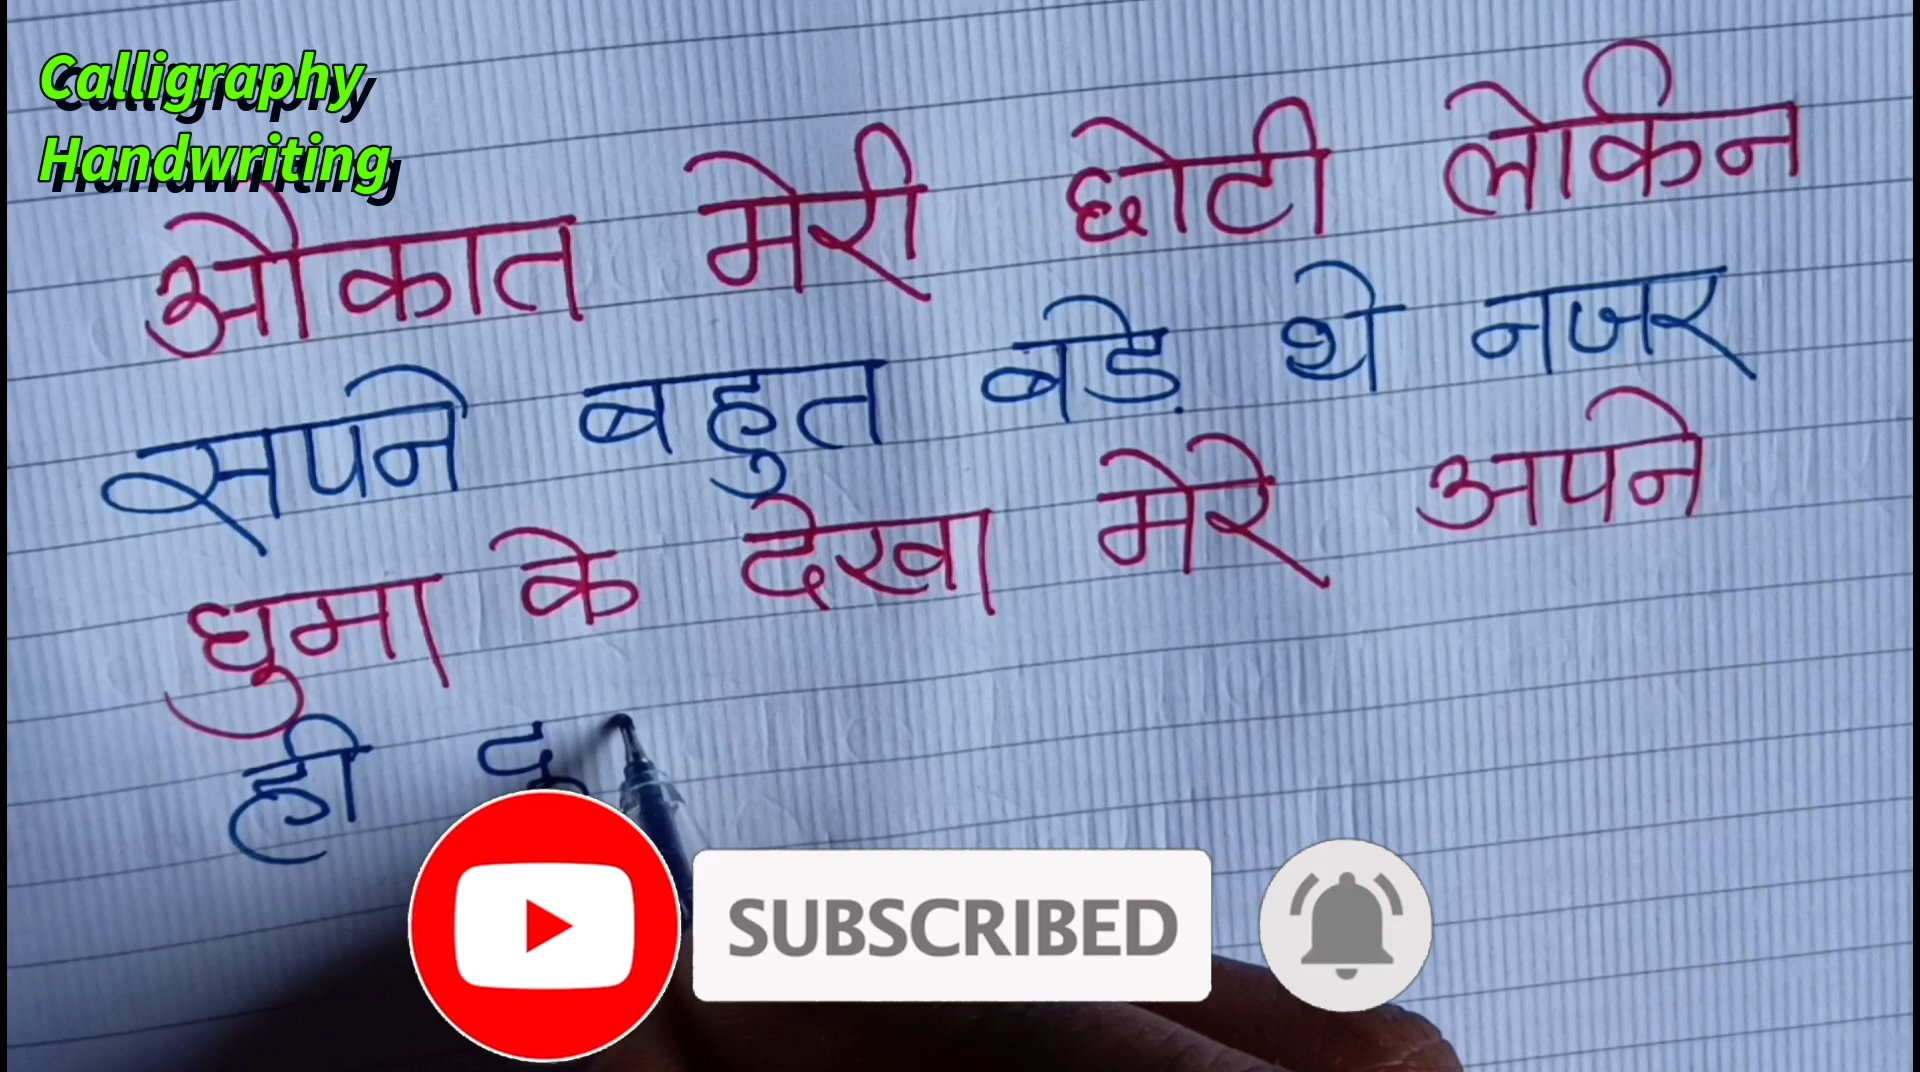 Calligraphy
Handwriting
औकात मेरी छोटी लेकिन
सपने बहुत बड़े थे नजर
घुमा के देखा मेरे अपने
ही
SUBSCRIBED